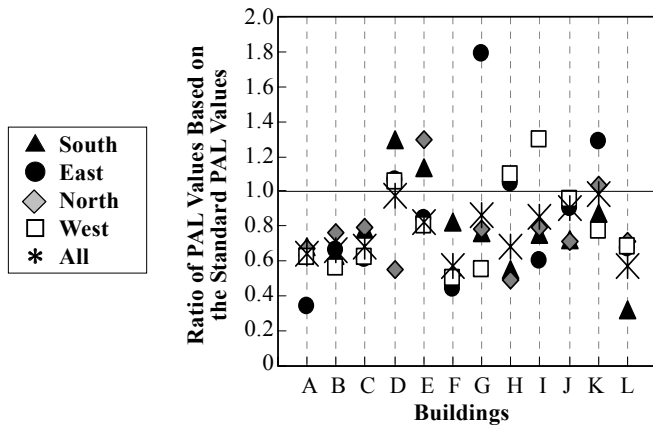 Ratio of PAL Values Based on
the Standard PAL Values
2.0
1.8
1.6
1.4
1.2
1.0
0.8
0.6
0.4
0.2
0
South
East
North
West
All
A B C D E F G H I J K L
Buildings